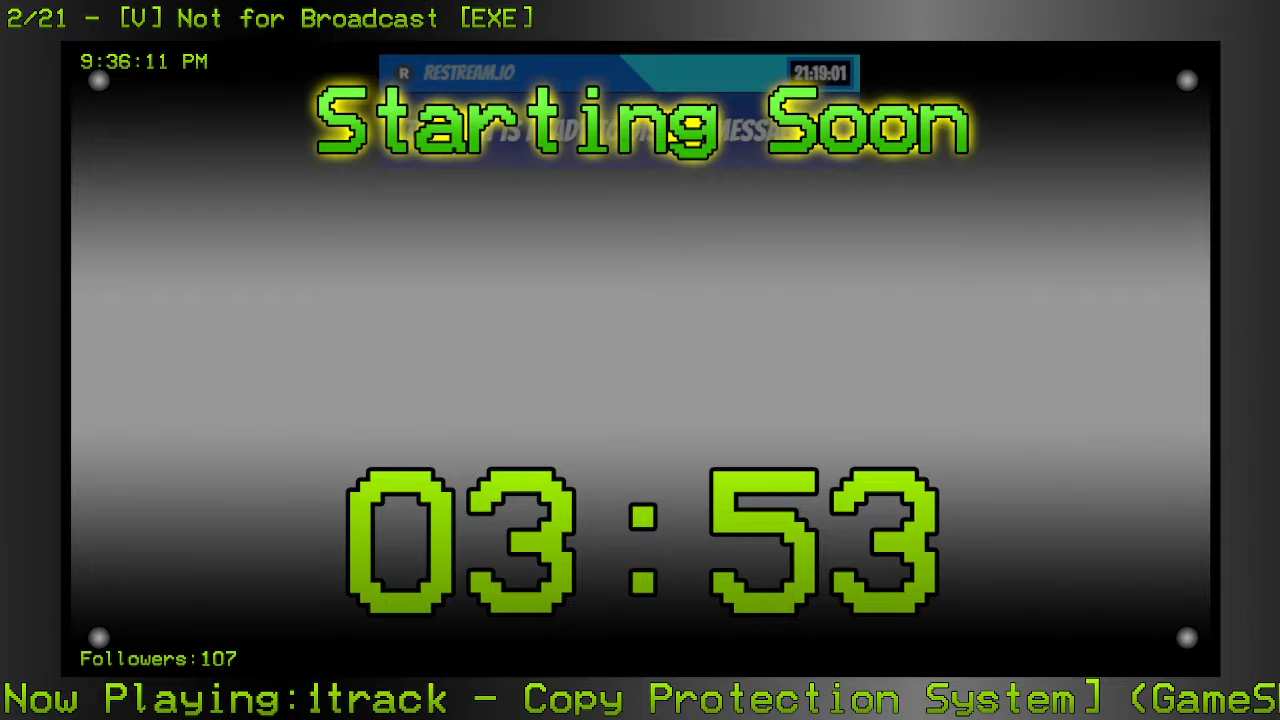 2/21 - [V] Not for Broadcast [EXE]
9:36:11 PM
RESTREAM.IO
21:19:01
Starting Soon
03:53
Followers:107
Now Playing:1track - Copy Protection System] (GameS